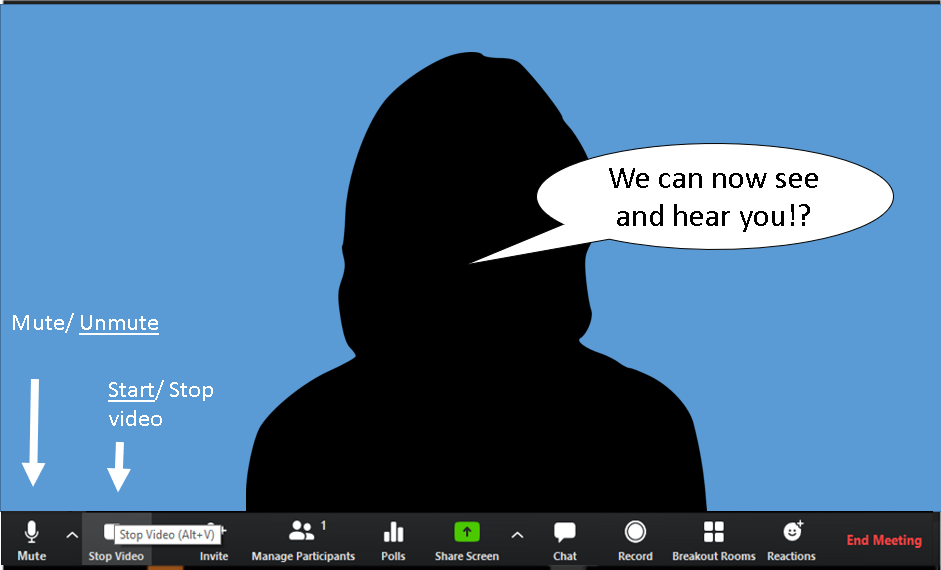 We can now see
and hear you!?
Mute/ Unmute
Start/ Stop
video
Stop Video (Alt+V)
1
Mute
Stop Video
Invite
Manage Participants
Polls
Share Screen
Chat
Record
Breakout Rooms
Reactions
End Meeting